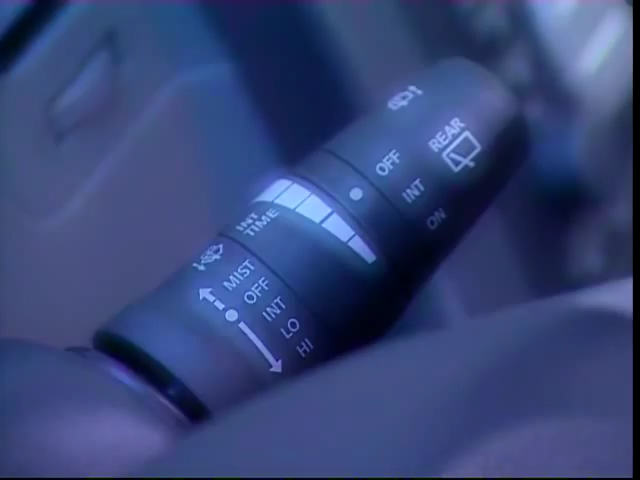 REAR
OFF
INT
ON
INT
TIME
MIST
OFF
INT
LO
HI